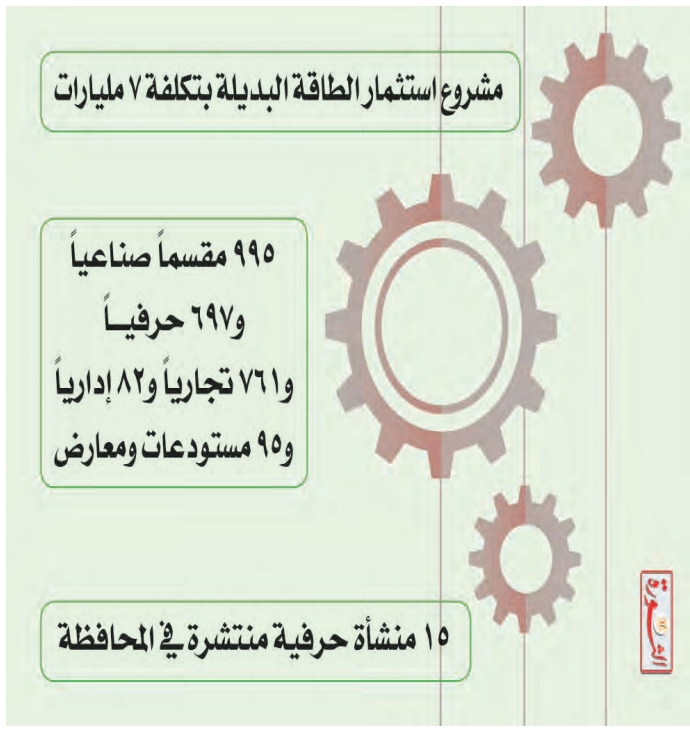 مشروع استثمار الطاقة البديلة بتكلفة ٧ مليارات
٩٩٥ مقسماً صناعياً
و٦٩٧ حرفيــاً
و٧٦١ تجارياً و٨٢ إدارياً
و٩٥ مستودعات ومعارض
١٥ منشأة حرفية منتشرة في المحافظة
الثــورة